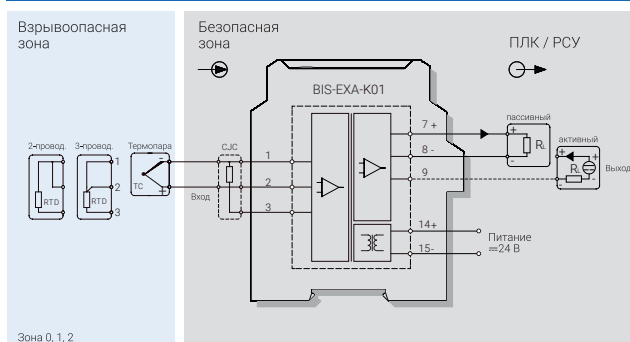 Взрывоопасная
зона
Безопасная
зона
ПЛК / РСУ
BIS-EXA-K01
2-провод.
3-провод.
Термопара
CJC
1
2
3
RTD
RTD
-
TC
+
Вход
1
2
3
7 +
8 -
9
14+
15-
пассивный
+
-
RL
активный
+
+
-
-
RL
Выход
Питание
24 В
Зона 0, 1, 2